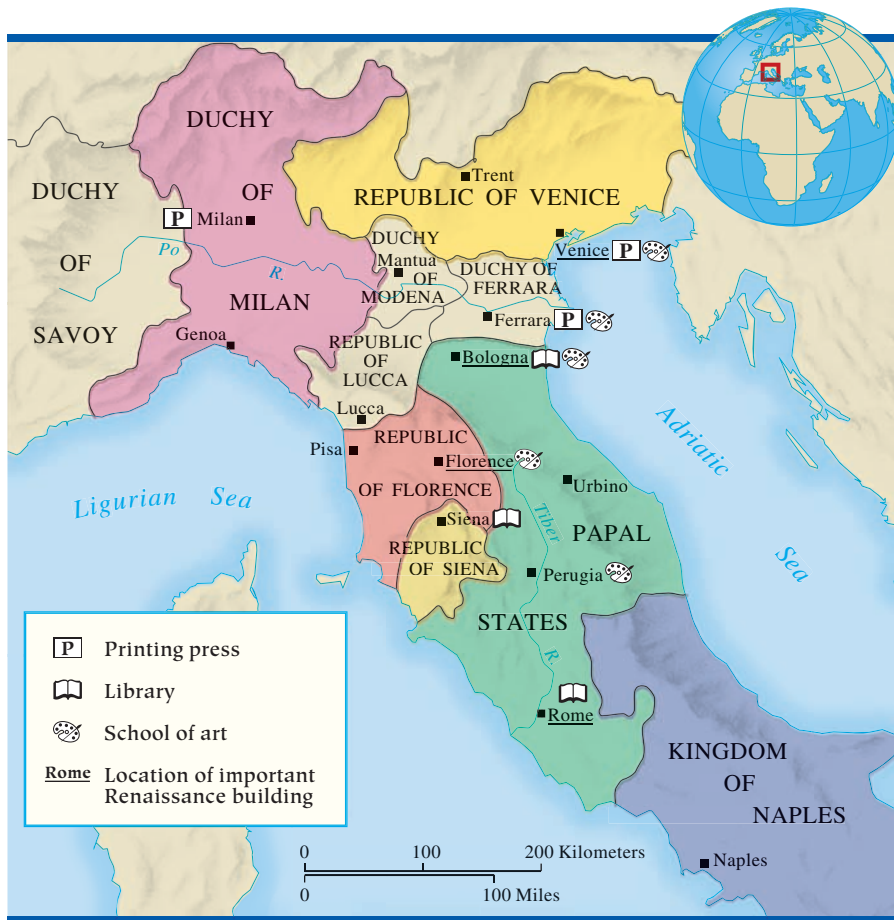 DUCHY
OF
MILAN
DUCHY
OF
SAVOY
P
Milan
Po
R.
Genoa
Trent
REPUBLIC OF VENICE
Venice P
DUCHY
Mantua
OF
MODENA
DUCHY OF
FERRARA
Ferrara P
REPUBLIC
OF
LUCCA
Bologna
Lucca
Pisa
REPUBLIC
Florence
OF FLORENCE
Siena
REPUBLIC
OF SIENA
Urbino
Tiber
PAPAL
Perugia
STATES
R.
Rome
Adriatic
Sea
Ligurian Sea
KINGDOM
OF
NAPLES
Naples
P Printing press
Library
School of art
Rome Location of important
Renaissance building
0 100 200 Kilometers
0 100 Miles